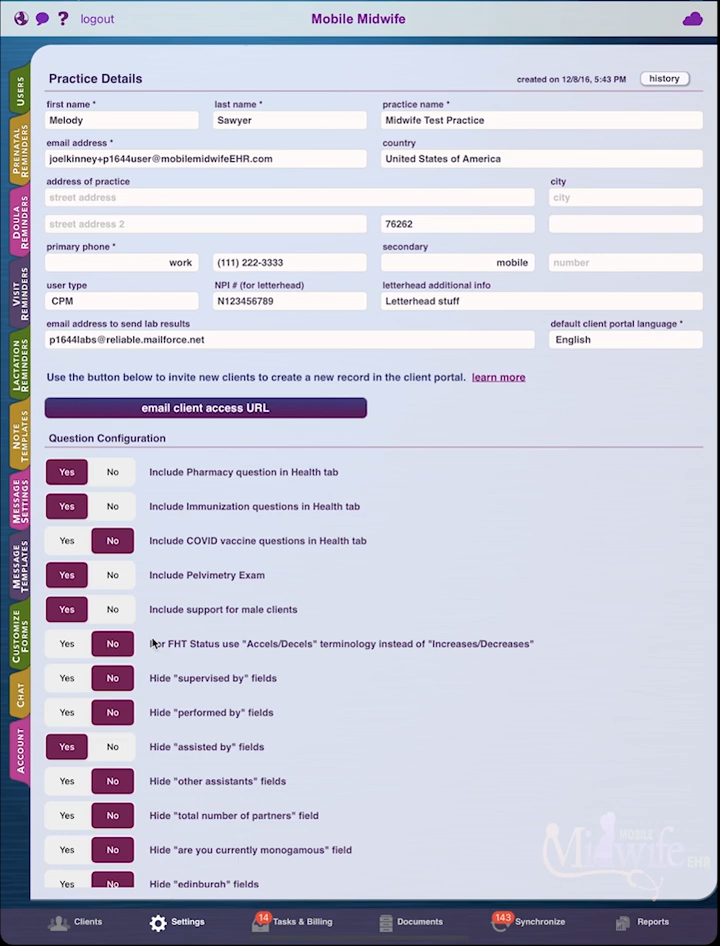 logout
Mobile Midwife
Practice Details
created on 12/8/16, 5:43 PM
history
first name *
last name *
practice name *
Melody
Sawyer
Midwife Test Practice
email address *
country
joelkinney+p1644user@mobilemidwifeEHR.com
United States of America
address of practice
city
street address
city
street address 2
76262
primary phone *
secondary
work
(111) 222-3333
mobile
number
user type
NPI # (for letterhead)
letterhead additional info
CPM
N123456789
Letterhead stuff
email address to send lab results
default client portal language *
p1644labs@reliable.mailforce.net
English
Use the button below to invite new clients to create a new record in the client portal. learn more
email client access URL
Question Configuration
Yes No Include Pharmacy question in Health tab
Yes No Include Immunization questions in Health tab
Yes No Include COVID vaccine questions in Health tab
Yes No Include Pelvimetry Exam
Yes No Include support for male clients
Yes No For FHT Status use "Accels/Decels" terminology instead of "Increases/Decreases"
Yes No Hide "supervised by" fields
Yes No Hide "performed by" fields
Yes No Hide "assisted by" fields
Yes No Hide "other assistants" fields
Yes No Hide "total number of partners" field
Yes No Hide "are you currently monogamous" field
Yes No Hide "edinburgh" fields
USERS
PRENATAL REMINDERS
DOULA REMINDERS
VISIT REMINDERS
LACTATION REMINDERS
NOTE TEMPLATES
MESSAGE SETTINGS
MESSAGE TEMPLATES
CUSTOMIZE FORMS
CHAT
ACCOUNT
MOBILE
Midwife EHR
Clients
Settings
14 Tasks & Billing
Documents
143 Synchronize
Reports